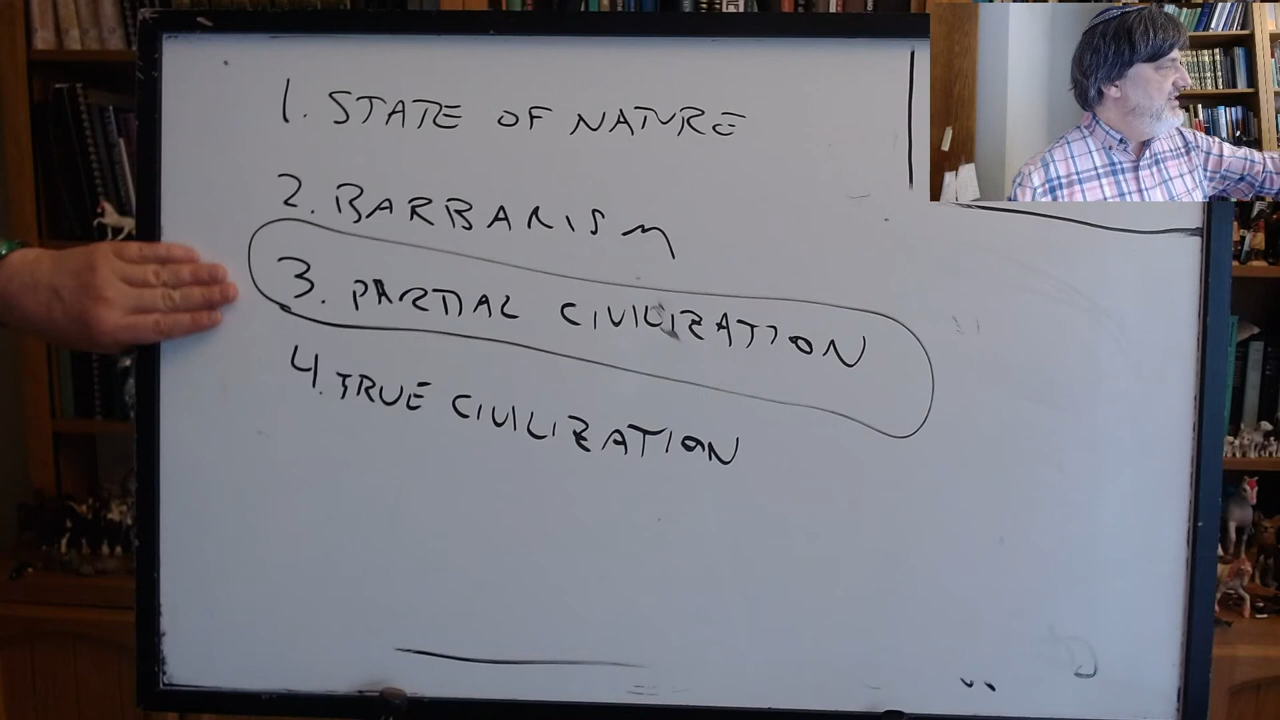 1. STATE OF NATURE
2. BARBARISM
3. PARTIAL CIVILIZATION
4. TRUE CIVILIZATION